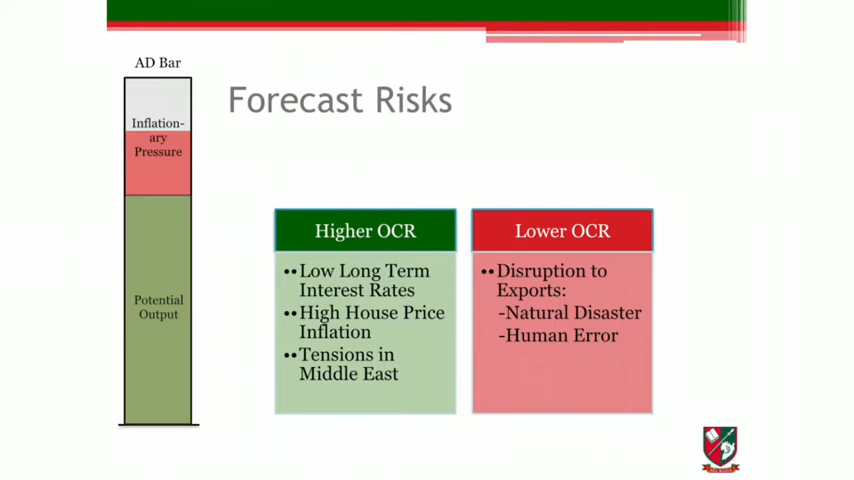 AD Bar
Forecast Risks
Inflation-
ary
Pressure
Potential
Output
Higher OCR
••Low Long Term
Interest Rates
••High House Price
Inflation
••Tensions in
Middle East
Lower OCR
••Disruption to
Exports:
-Natural Disaster
-Human Error